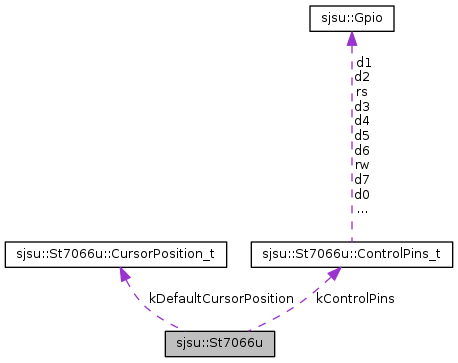 sjsu::Gpio
d1
d2
rs
d3
d4
d5
d6
rw
d7
d0
...
sjsu::St7066u::CursorPosition_t
sjsu::St7066u::ControlPins_t
kDefaultCursorPosition
kControlPins
sjsu::St7066u